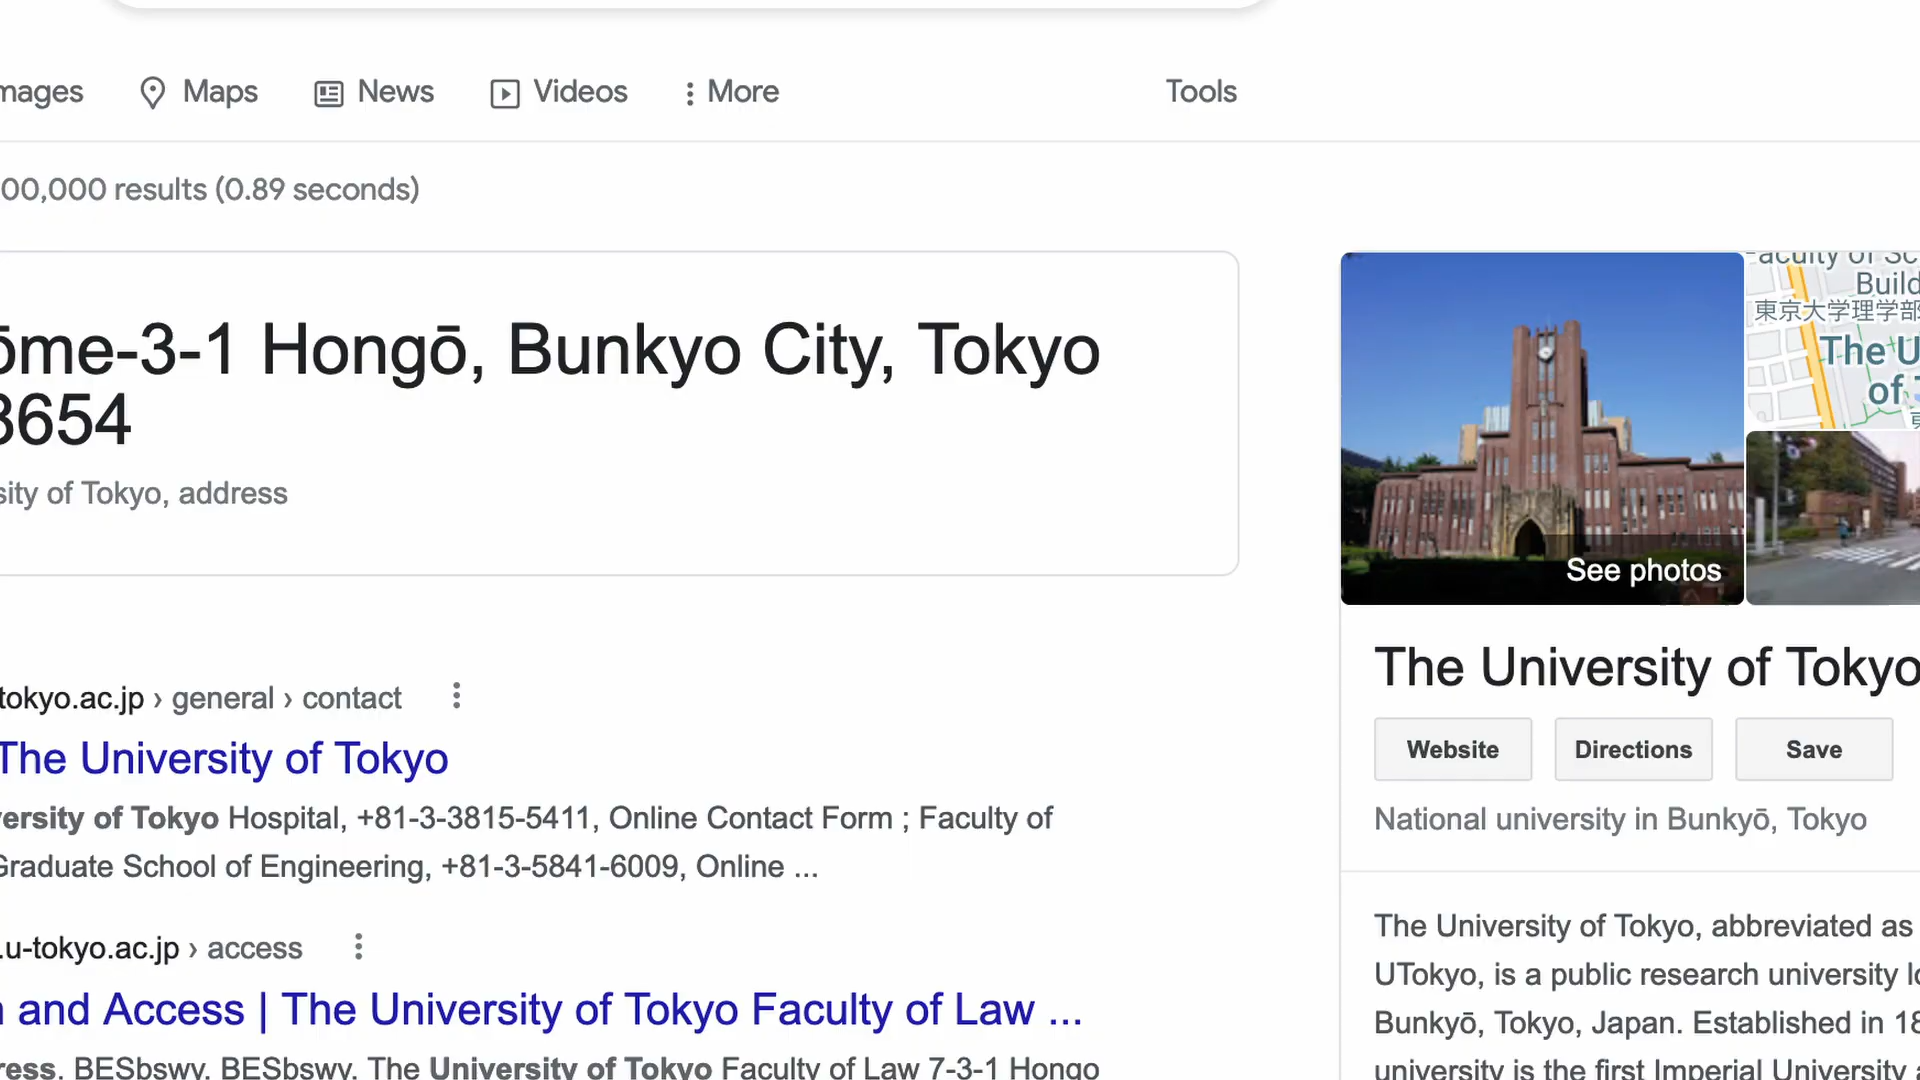 mages
Maps
News
Videos
More
Tools
00,000 results (0.89 seconds)
ōme-3-1 Hongō, Bunkyo City, Tokyo
3654
sity of Tokyo, address
tokyo.ac.jp › general › contact
The University of Tokyo
versity of Tokyo Hospital, +81-3-3815-5411, Online Contact Form ; Faculty of
Graduate School of Engineering, +81-3-5841-6009, Online ...
.u-tokyo.ac.jp › access
n and Access | The University of Tokyo Faculty of Law ...
ress. BESbswy. BESbswy. The University of Tokyo Faculty of Law 7-3-1 Hongo
Faculty of Sc
Build
東京大学理学部
The U
of T
See photos
The University of Tokyo
Website
Directions
Save
National university in Bunkyō, Tokyo
The University of Tokyo, abbreviated as
UTokyo, is a public research university lo
Bunkyō, Tokyo, Japan. Established in 18
university is the first Imperial University a